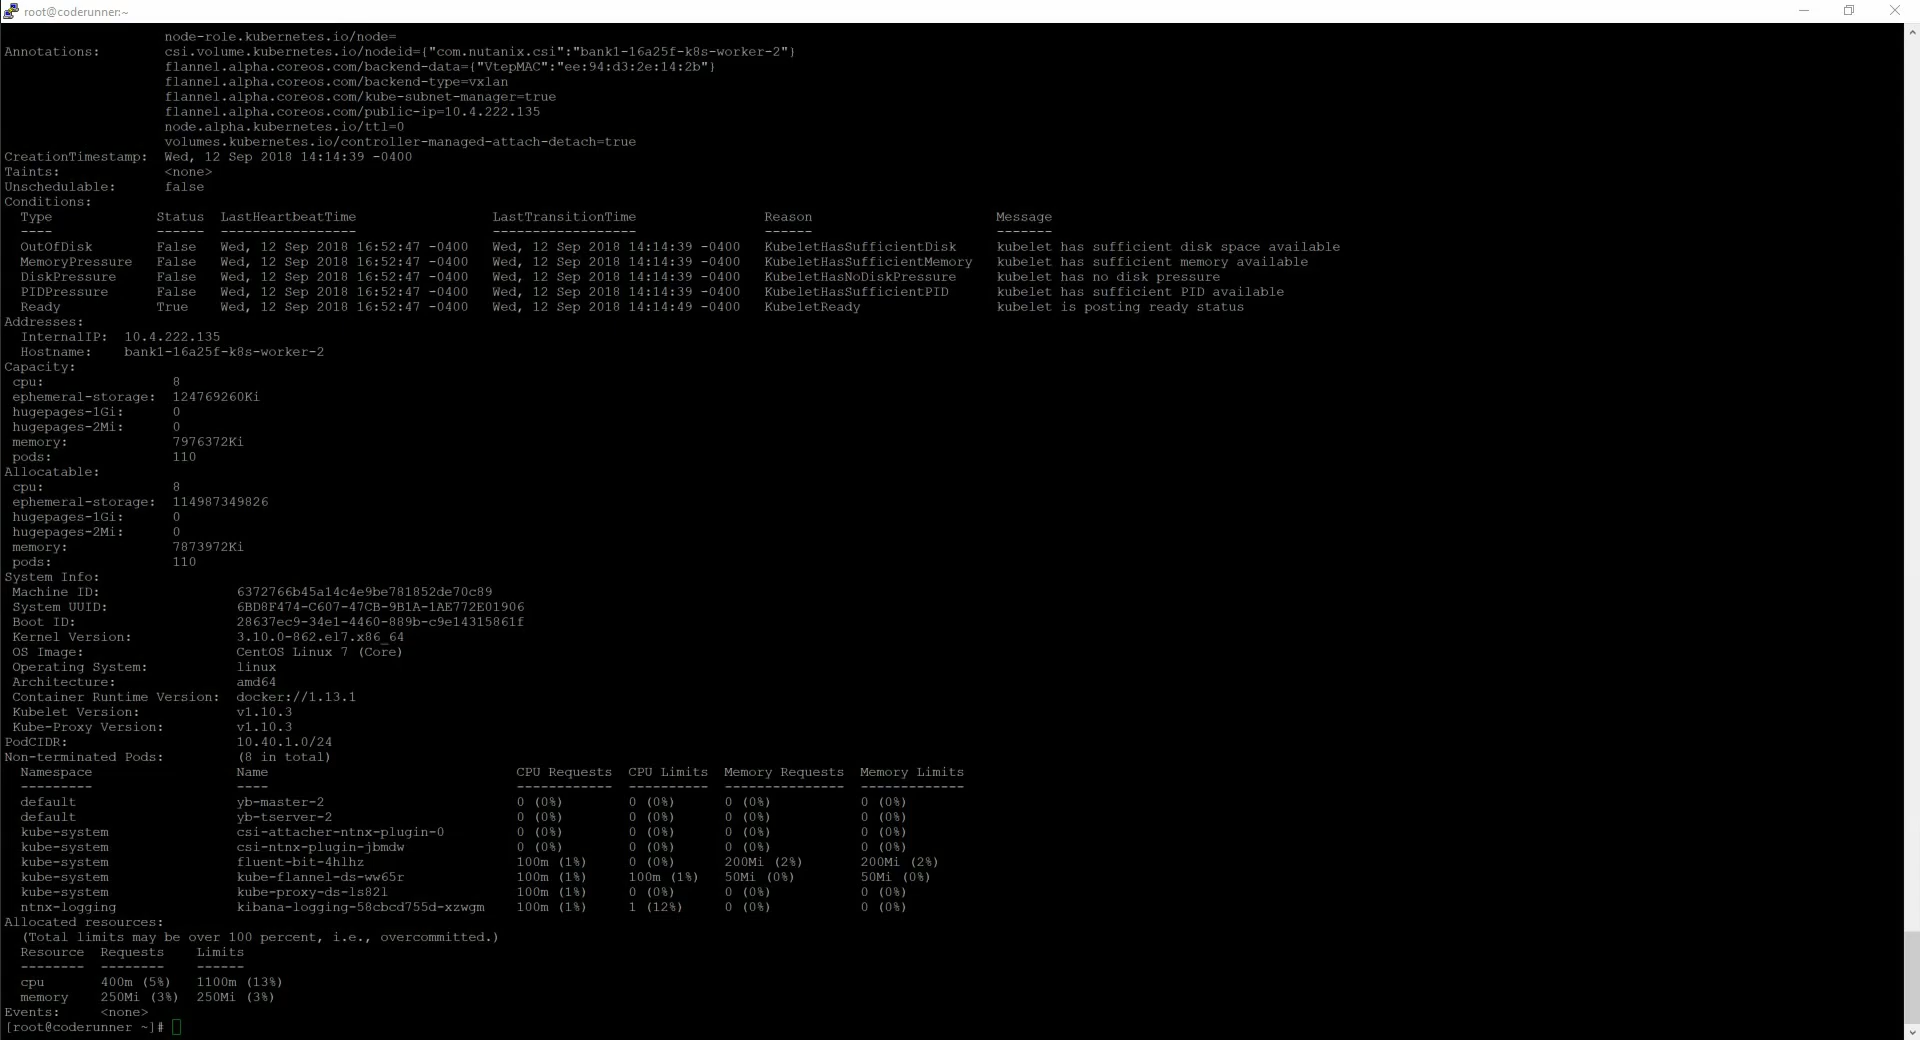 root@coderunner:~
node-role.kubernetes.io/node=
Annotations: csi.volume.kubernetes.io/nodeid={"com.nutanix.csi":"bank1-16a25f-k8s-worker-2"}
flannel.alpha.coreos.com/backend-data={"VtepMAC":"ee:94:d3:2e:14:2b"}
flannel.alpha.coreos.com/backend-type=vxlan
flannel.alpha.coreos.com/kube-subnet-manager=true
flannel.alpha.coreos.com/public-ip=10.4.222.135
node.alpha.kubernetes.io/ttl=0
volumes.kubernetes.io/controller-managed-attach-detach=true
CreationTimestamp: Wed, 12 Sep 2018 14:14:39 -0400
Taints: <none>
Unschedulable: false
Conditions:
Type Status LastHeartbeatTime LastTransitionTime Reason Message
---- ------ ----------------- ------------------ ------ -------
OutOfDisk False Wed, 12 Sep 2018 16:52:47 -0400 Wed, 12 Sep 2018 14:14:39 -0400 KubeletHasSufficientDisk kubelet has sufficient disk space available
MemoryPressure False Wed, 12 Sep 2018 16:52:47 -0400 Wed, 12 Sep 2018 14:14:39 -0400 KubeletHasSufficientMemory kubelet has sufficient memory available
DiskPressure False Wed, 12 Sep 2018 16:52:47 -0400 Wed, 12 Sep 2018 14:14:39 -0400 KubeletHasNoDiskPressure kubelet has no disk pressure
PIDPressure False Wed, 12 Sep 2018 16:52:47 -0400 Wed, 12 Sep 2018 14:14:39 -0400 KubeletHasSufficientPID kubelet has sufficient PID available
Ready True Wed, 12 Sep 2018 16:52:47 -0400 Wed, 12 Sep 2018 14:14:49 -0400 KubeletReady kubelet is posting ready status
Addresses:
InternalIP: 10.4.222.135
Hostname: bank1-16a25f-k8s-worker-2
Capacity:
cpu: 8
ephemeral-storage: 124769260Ki
hugepages-1Gi: 0
hugepages-2Mi: 0
memory: 7976372Ki
pods: 110
Allocatable:
cpu: 8
ephemeral-storage: 114987349826
hugepages-1Gi: 0
hugepages-2Mi: 0
memory: 7873972Ki
pods: 110
System Info:
Machine ID: 6372766b45a14c4e9be781852de70c89
System UUID: 6BD8F474-C607-47CB-9B1A-1AE772E01906
Boot ID: 28637ec9-34e1-4460-889b-c9e14315861f
Kernel Version: 3.10.0-862.el7.x86_64
OS Image: CentOS Linux 7 (Core)
Operating System: linux
Architecture: amd64
Container Runtime Version: docker://1.13.1
Kubelet Version: v1.10.3
Kube-Proxy Version: v1.10.3
PodCIDR: 10.40.1.0/24
Non-terminated Pods: (8 in total)
Namespace Name CPU Requests CPU Limits Memory Requests Memory Limits
--------- ---- ------------ ---------- --------------- -------------
default yb-master-2 0 (0%) 0 (0%) 0 (0%) 0 (0%)
default yb-tserver-2 0 (0%) 0 (0%) 0 (0%) 0 (0%)
kube-system csi-attacher-ntnx-plugin-0 0 (0%) 0 (0%) 0 (0%) 0 (0%)
kube-system csi-ntnx-plugin-jbmdw 0 (0%) 0 (0%) 0 (0%) 0 (0%)
kube-system fluent-bit-4hlhz 100m (1%) 0 (0%) 200Mi (2%) 200Mi (2%)
kube-system kube-flannel-ds-ww65r 100m (1%) 100m (1%) 50Mi (0%) 50Mi (0%)
kube-system kube-proxy-ds-ls82l 100m (1%) 0 (0%) 0 (0%) 0 (0%)
ntnx-logging kibana-logging-58cbcd755d-xzwgm 100m (1%) 1 (12%) 0 (0%) 0 (0%)
Allocated resources:
(Total limits may be over 100 percent, i.e., overcommitted.)
Resource Requests Limits
-------- -------- ------
cpu 400m (5%) 1100m (13%)
memory 250Mi (3%) 250Mi (3%)
Events: <none>
[root@coderunner ~]#